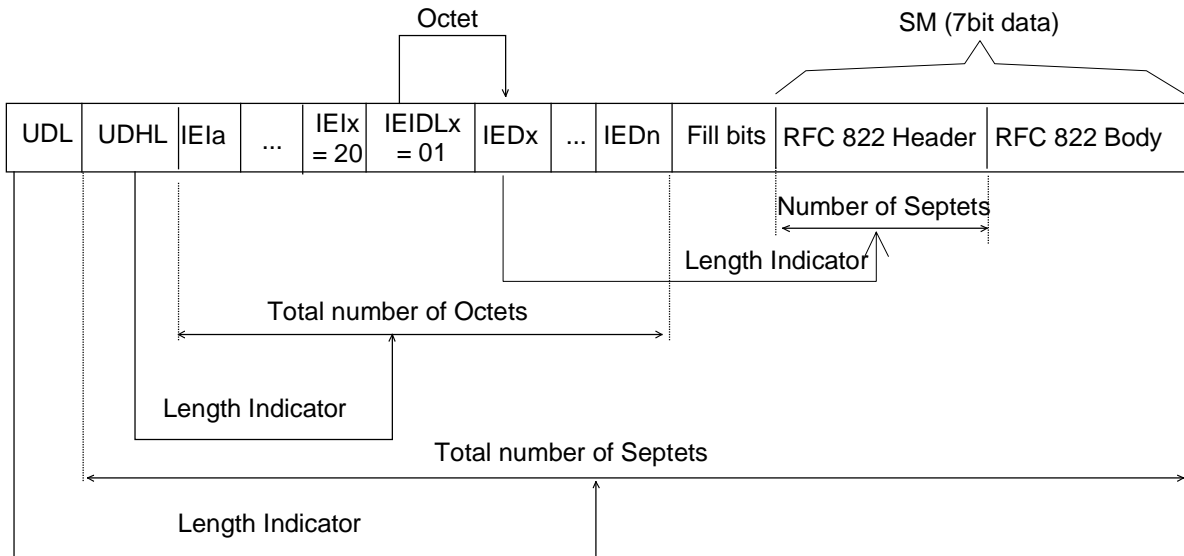 Octet
SM (7bit data)
UDL
UDHL
IEIa
...
IEIx
= 20
IEIDLx
= 01
IEDx
...
IEDn
Fill bits
RFC 822 Header
RFC 822 Body
Number of Septets
Length Indicator
Total number of Octets
Length Indicator
Total number of Septets
Length Indicator